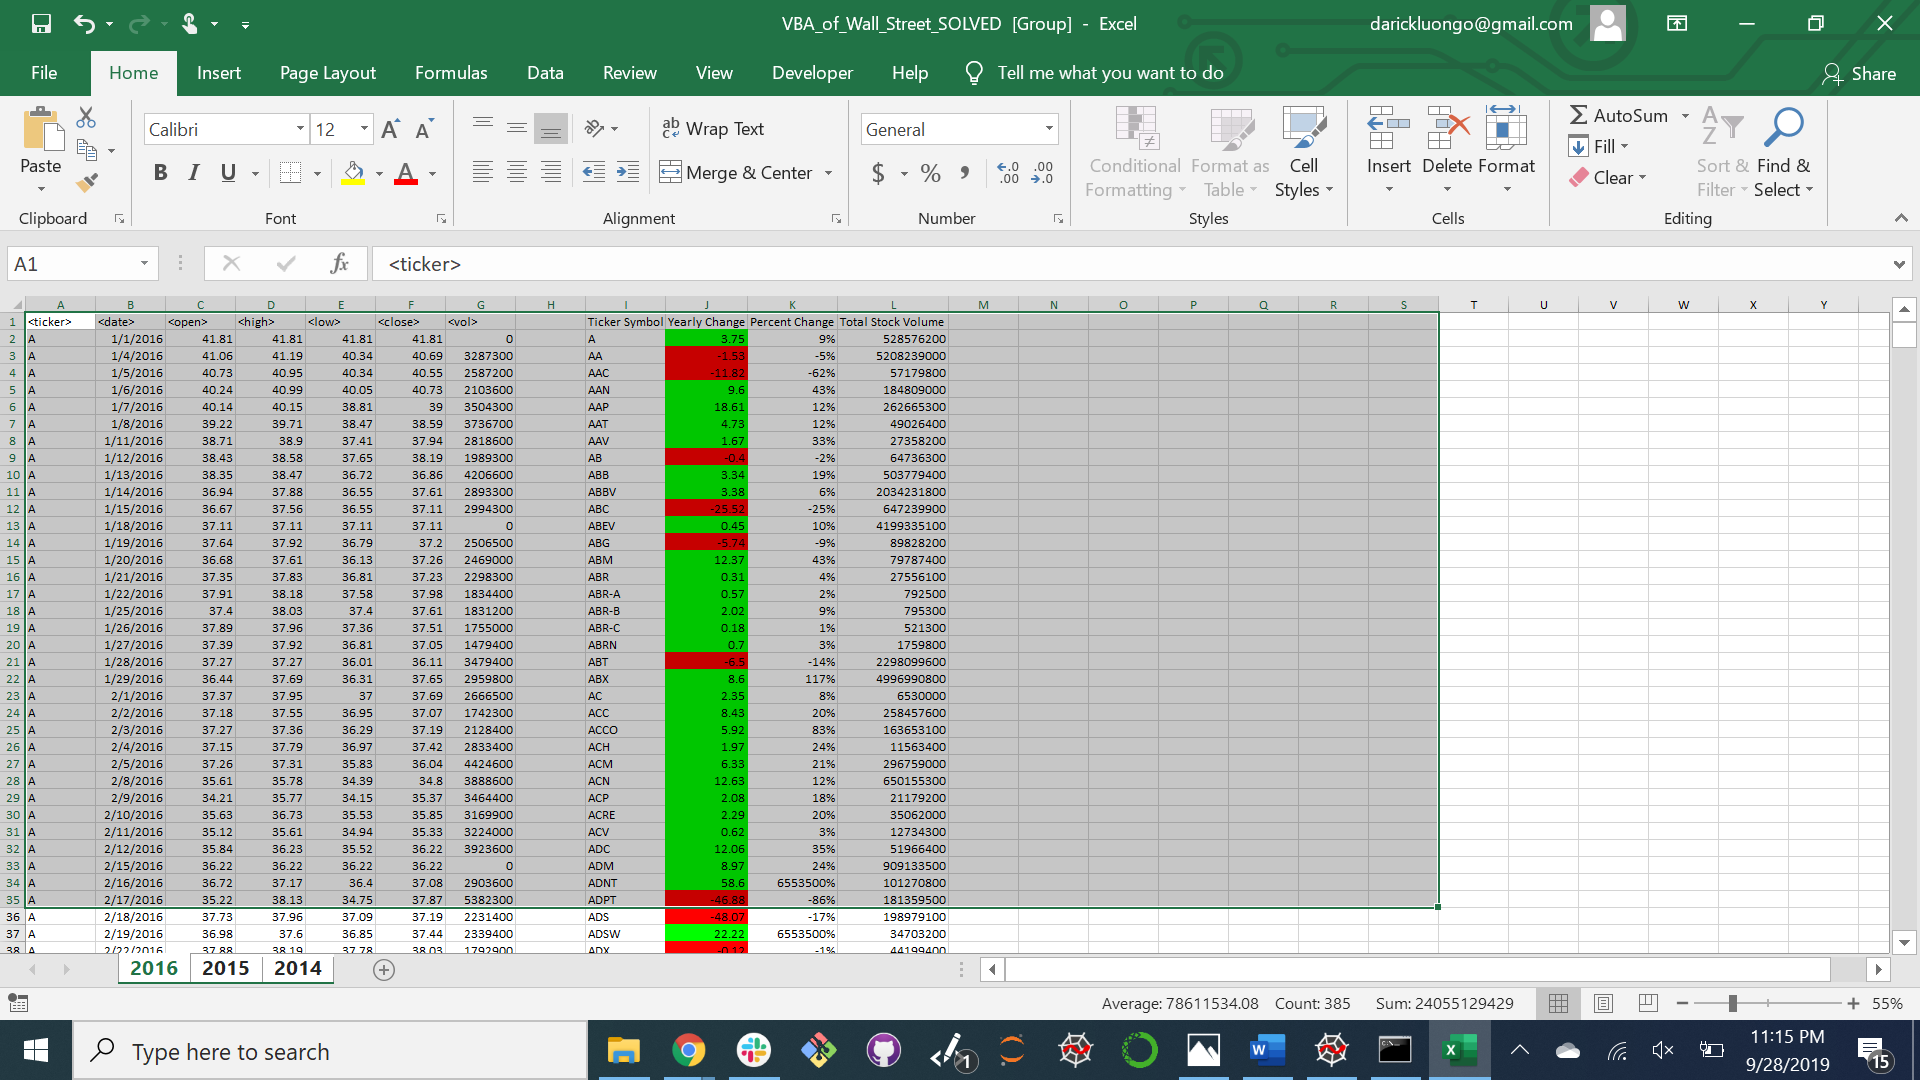 VBA_of_Wall_Street_SOLVED [Group] - Excel
darickluongo@gmail.com
File Home Insert Page Layout Formulas Data Review View Developer Help Tell me what you want to do Share
Paste
Clipboard
Calibri 12
B I U
Font
Wrap Text
Merge & Center
Alignment
General
$ % ,
Number
Conditional Formatting
Format as Table
Cell Styles
Styles
Insert Delete Format
Cells
AutoSum
Fill
Clear
Sort & Filter
Find & Select
Editing
A1 fx <ticker>
A B C D E F G H I J K L M N O P Q R S T U V W X Y
1 <ticker> <date> <open> <high> <low> <close> <vol> Ticker Symbol Yearly Change Percent Change Total Stock Volume
2 A 1/1/2016 41.81 41.81 41.81 41.81 0 A 3.75 9% 528576200
3 A 1/4/2016 41.06 41.19 40.34 40.69 3287300 AA -1.53 -5% 5208239000
4 A 1/5/2016 40.73 40.95 40.34 40.55 2587200 AAC -11.82 -62% 57179800
5 A 1/6/2016 40.24 40.99 40.05 40.73 2103600 AAN 9.6 43% 184809000
6 A 1/7/2016 40.14 40.15 38.81 39 3504300 AAP 18.61 12% 262665300
7 A 1/8/2016 39.22 39.71 38.47 38.59 3736700 AAT 4.73 12% 49026400
8 A 1/11/2016 38.71 38.9 37.41 37.94 2818600 AAV 1.67 33% 27358200
9 A 1/12/2016 38.43 38.58 37.65 38.19 1989300 AB -0.4 -2% 64736300
10 A 1/13/2016 38.35 38.47 36.72 36.86 4206600 ABB 3.34 19% 503779400
11 A 1/14/2016 36.94 37.88 36.55 37.61 2893300 ABBV 3.38 6% 2034231800
12 A 1/15/2016 36.67 37.56 36.55 37.11 2994300 ABC -25.52 -25% 647239900
13 A 1/18/2016 37.11 37.11 37.11 37.11 0 ABEV 0.45 10% 4199335100
14 A 1/19/2016 37.64 37.92 36.79 37.2 2506500 ABG -5.74 -9% 89828200
15 A 1/20/2016 36.68 37.61 36.13 37.26 2469000 ABM 12.37 43% 79787400
16 A 1/21/2016 37.35 37.83 36.81 37.23 2298300 ABR 0.31 4% 27556100
17 A 1/22/2016 37.91 38.18 37.58 37.98 1834400 ABR-A 0.57 2% 792500
18 A 1/25/2016 37.4 38.03 37.4 37.61 1831200 ABR-B 2.02 9% 795300
19 A 1/26/2016 37.89 37.96 37.36 37.51 1755000 ABR-C 0.18 1% 521300
20 A 1/27/2016 37.39 37.92 36.81 37.05 1479400 ABRN 0.7 3% 1759800
21 A 1/28/2016 37.27 37.27 36.01 36.11 3479400 ABT -6.5 -14% 2298099600
22 A 1/29/2016 36.44 37.69 36.31 37.65 2959800 ABX 8.6 117% 4996990800
23 A 2/1/2016 37.37 37.95 37 37.69 2666500 AC 2.35 8% 6530000
24 A 2/2/2016 37.18 37.55 36.95 37.07 1742300 ACC 8.43 20% 258457600
25 A 2/3/2016 37.27 37.36 36.29 37.19 2128400 ACCO 5.92 83% 163653100
26 A 2/4/2016 37.15 37.79 36.97 37.42 2833400 ACH 1.97 24% 11563400
27 A 2/5/2016 37.26 37.31 35.83 36.04 4424600 ACM 6.33 21% 296759000
28 A 2/8/2016 35.61 35.78 34.39 34.8 3888600 ACN 12.63 12% 650155300
29 A 2/9/2016 34.21 35.77 34.15 35.37 3464400 ACP 2.08 18% 21179200
30 A 2/10/2016 35.63 36.73 35.53 35.85 3169900 ACRE 2.29 20% 35062000
31 A 2/11/2016 35.12 35.61 34.94 35.33 3224000 ACV 0.62 3% 12734300
32 A 2/12/2016 35.84 36.23 35.52 36.22 3923600 ADC 12.06 35% 51966400
33 A 2/15/2016 36.22 36.22 36.22 36.22 0 ADM 8.97 24% 909133500
34 A 2/16/2016 36.72 37.17 36.4 37.08 2903600 ADNT 58.6 6553500% 101270800
35 A 2/17/2016 35.22 38.13 34.75 37.87 5382300 ADPT -46.88 -86% 181359500
36 A 2/18/2016 37.73 37.96 37.09 37.19 2231400 ADS -48.07 -17% 198979100
37 A 2/19/2016 36.98 37.6 36.85 37.44 2339400 ADSW 22.22 6553500% 34703200
38 A 2/22/2016 37.88 38.19 37.78 38.03 1792900 ADX -0.12 -1% 44199400
2016 2015 2014
Average: 78611534.08 Count: 385 Sum: 24055129429 55%
Type here to search
1
11:15 PM
9/28/2019
15